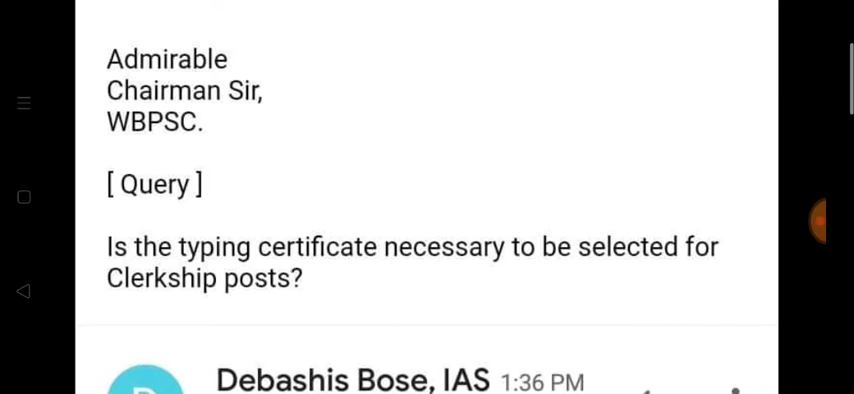 Admirable
Chairman Sir,
WBPSC.
[ Query ]
Is the typing certificate necessary to be selected for
Clerkship posts?
Debashis Bose, IAS 1:36 PM